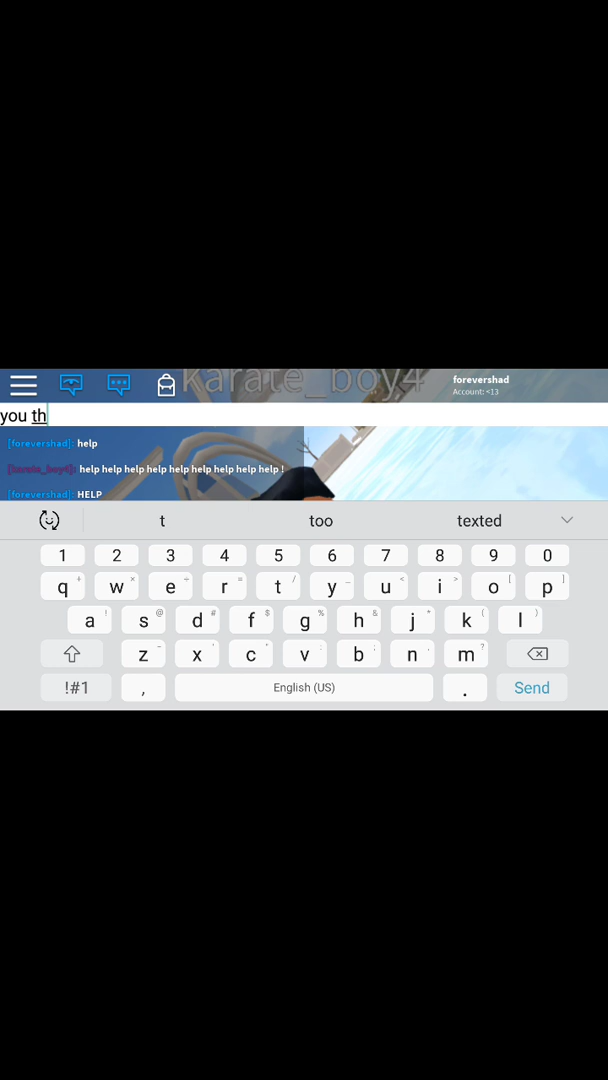 karate_boy4
forevershad
Account: <13
you th
[forevershad]: help
[karate_boy4]: help help help help help help help help help !
[forevershad]: HELP
t too texted
1 2 3 4 5 6 7 8 9 0
q w e r t y u i o p
a s d f g h j k l
z x c v b n m
!#1 , English (US) . Send